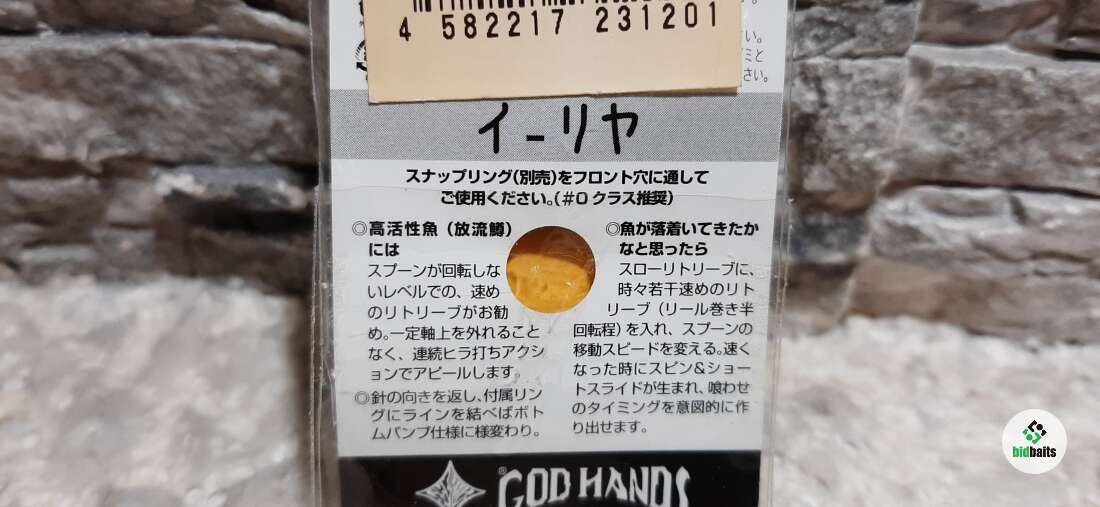 4 582217 231201
い。
ミと
さい。
イ-リヤ
スナップリング(別売)をフロント穴に通して
ご使用ください。(#0クラス推奨)
◎高活性魚（放流鱒）
には
スプーンが回転しな
いレベルでの、速め
のリトリーブがお勧
め。一定軸上を外れること
なく、連続ヒラ打ちアクシ
ョンでアピールします。
◎針の向きを返し、付属リン
グにラインを結べばボト
ムバンプ仕様に様変わり。
◎魚が落着いてきたか
なと思ったら
スローリトリーブに、
時々若干速めのリト
リーブ（リール巻き半
回転程）を入れ、スプーンの
移動スピードを変える。速く
なった時にスピン&ショー
トスライドが生まれ、喰わせ
のタイミングを意図的に作
り出せます。
®GOD HANDS
bidbaits